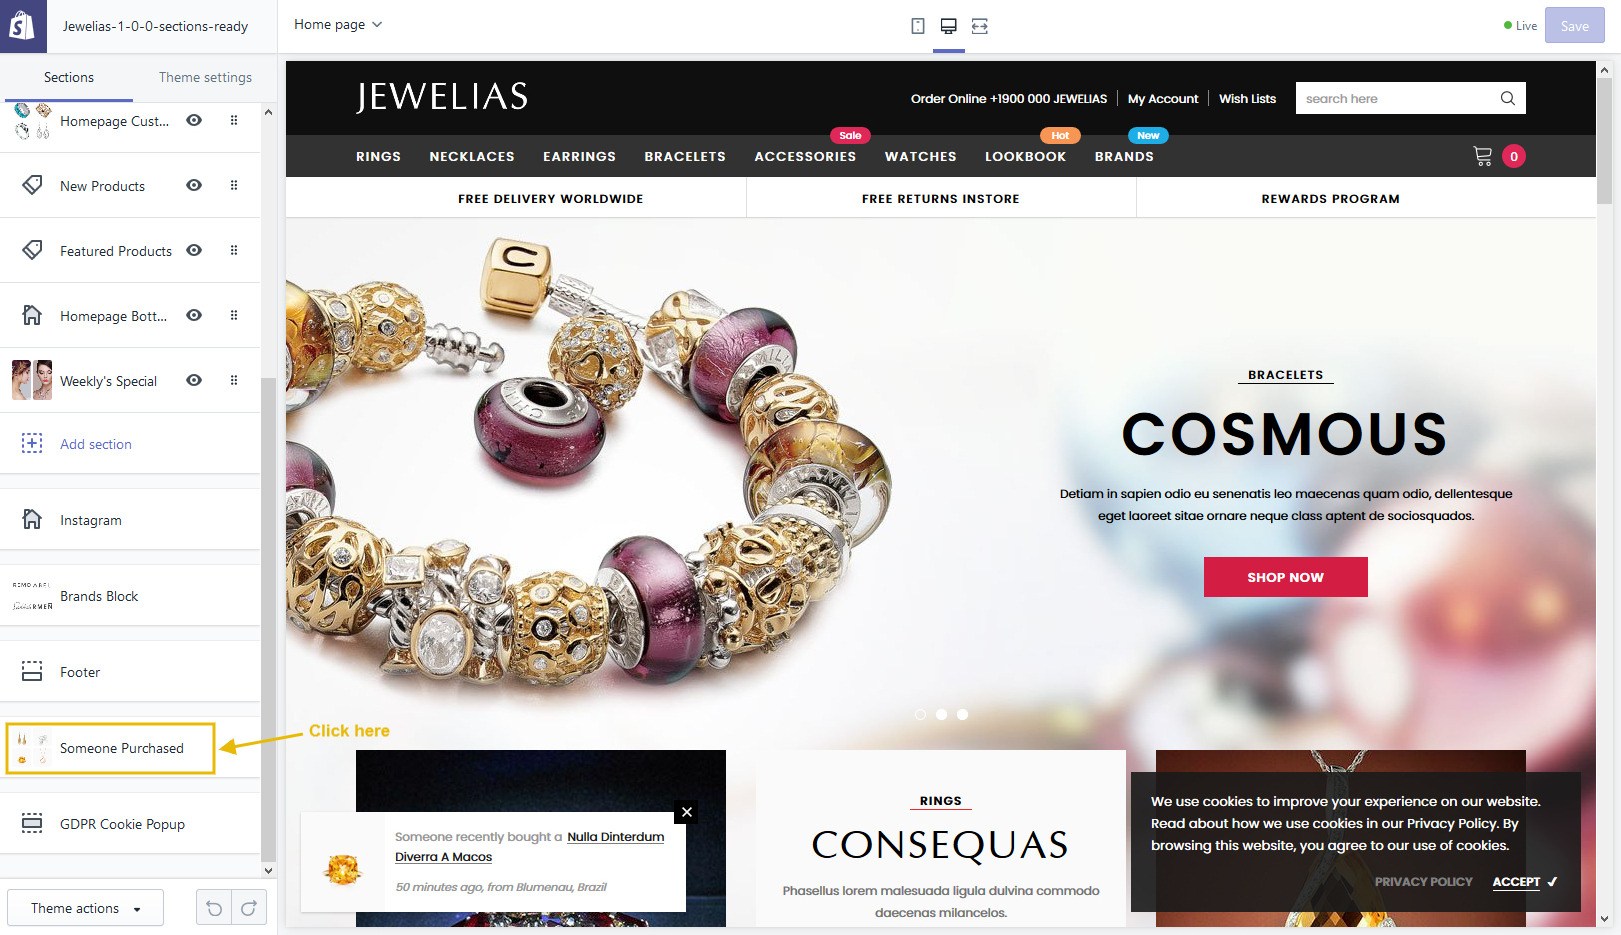 Jewelias-1-0-0-sections-ready
Home page
Live
Save
Sections
Theme settings
Homepage Cust...
New Products
Featured Products
Homepage Bott...
Weekly's Special
Add section
Instagram
Brands Block
Footer
Someone Purchased
GDPR Cookie Popup
Theme actions
Click here
JEWELIAS
Order Online +1900 000 JEWELIAS
My Account
Wish Lists
search here
Sale
Hot
New
RINGS NECKLACES EARRINGS BRACELETS ACCESSORIES WATCHES LOOKBOOK BRANDS
0
FREE DELIVERY WORLDWIDE
FREE RETURNS INSTORE
REWARDS PROGRAM
BRACELETS
COSMOUS
Detiam in sapien odio eu senenatis leo maecenas quam odio, dellentesque
eget laoreet sitae ornare neque class aptent de sociosquados.
SHOP NOW
Someone recently bought a Nulla Dinterdum
Diverra A Macos
50 minutes ago, from Blumenau, Brazil
RINGS
CONSEQUAS
Phasellus lorem malesuada ligula dulvina commodo
daecenas milancelos.
We use cookies to improve your experience on our website.
Read about how we use cookies in our Privacy Policy. By
browsing this website, you agree to our use of cookies.
PRIVACY POLICY
ACCEPT